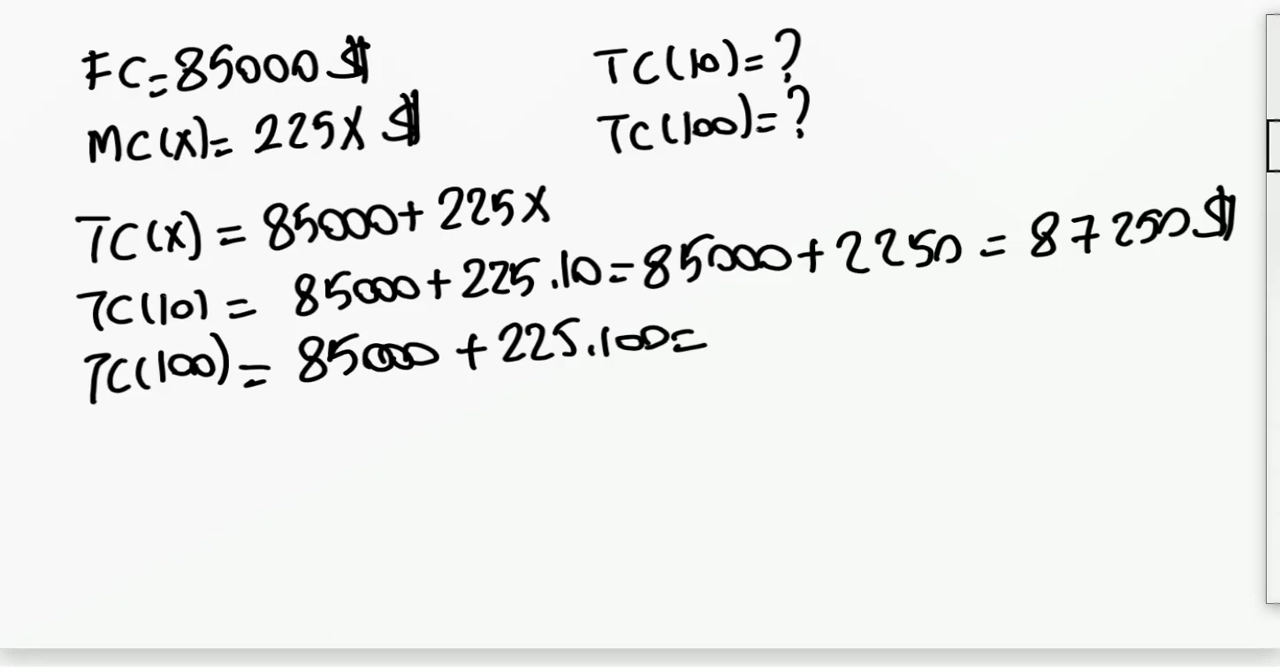 FC=85000 $
TC(10)=?
MC(X)= 225X $
TC(100)=?
TC(X) = 85000+ 225X
TC(10) = 85000+ 225.10=85000+2250 = 87250$
TC(100) = 85000 + 225.100=